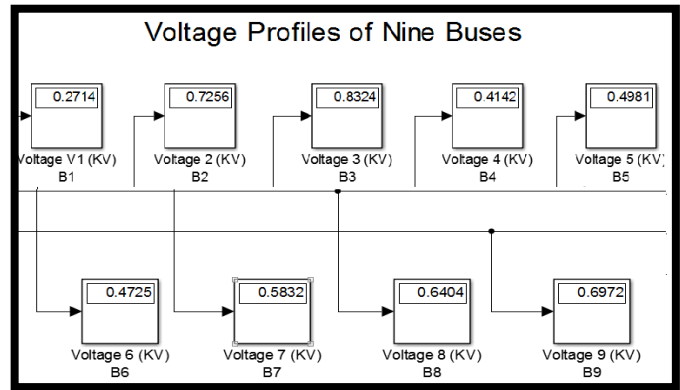 Voltage Profiles of Nine Buses
0.2714
0.7256
0.8324
0.4142
0.4981
Voltage V1 (KV)
B1
Voltage 2 (KV)
B2
Voltage 3 (KV)
B3
Voltage 4 (KV)
B4
Voltage 5 (KV)
B5
0.4725
0.5832
0.6404
0.6972
Voltage 6 (KV)
B6
Voltage 7 (KV)
B7
Voltage 8 (KV)
B8
Voltage 9 (KV)
B9